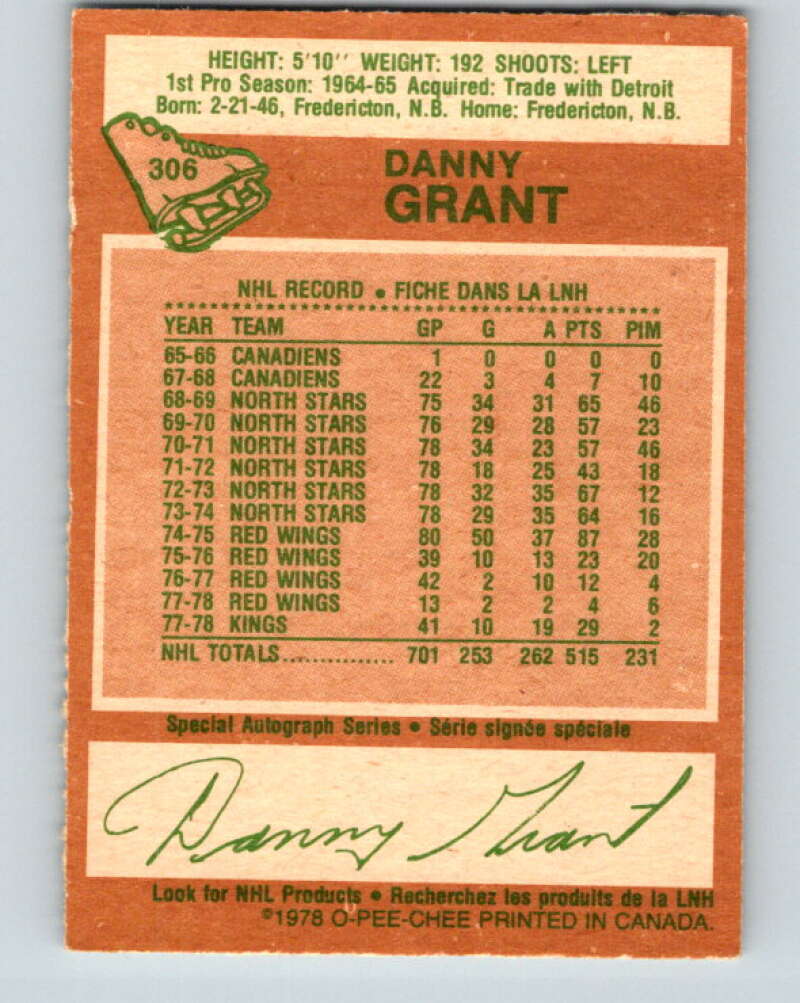 HEIGHT: 5'10'' WEIGHT: 192 SHOOTS: LEFT
1st Pro Season: 1964-65 Acquired: Trade with Detroit
Born: 2-21-46, Fredericton, N.B. Home: Fredericton, N.B.
306
DANNY
GRANT
NHL RECORD • FICHE DANS LA LNH
YEAR TEAM GP G A PTS PIM
65-66 CANADIENS 1 0 0 0 0
67-68 CANADIENS 22 3 4 7 10
68-69 NORTH STARS 75 34 31 65 46
69-70 NORTH STARS 76 29 28 57 23
70-71 NORTH STARS 78 34 23 57 46
71-72 NORTH STARS 78 18 25 43 18
72-73 NORTH STARS 78 32 35 67 12
73-74 NORTH STARS 78 29 35 64 16
74-75 RED WINGS 80 50 37 87 28
75-76 RED WINGS 39 10 13 23 20
76-77 RED WINGS 42 2 10 12 4
77-78 RED WINGS 13 2 2 4 6
77-78 KINGS 41 10 19 29 2
NHL TOTALS............... 701 253 262 515 231
Special Autograph Series • Série signée spéciale
Danny Grant
Look for NHL Products • Recherchez les produits de la LNH
©1978 O-PEE-CHEE PRINTED IN CANADA.